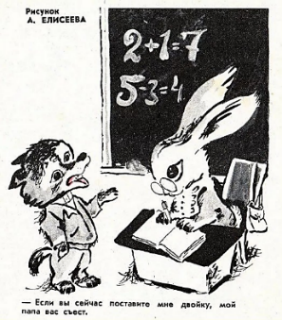 Рисунок
А. ЕЛИСЕЕВА
2+1=7
5-3=4
— Если вы сейчас поставите мне двойку, мой
папа вас съест.